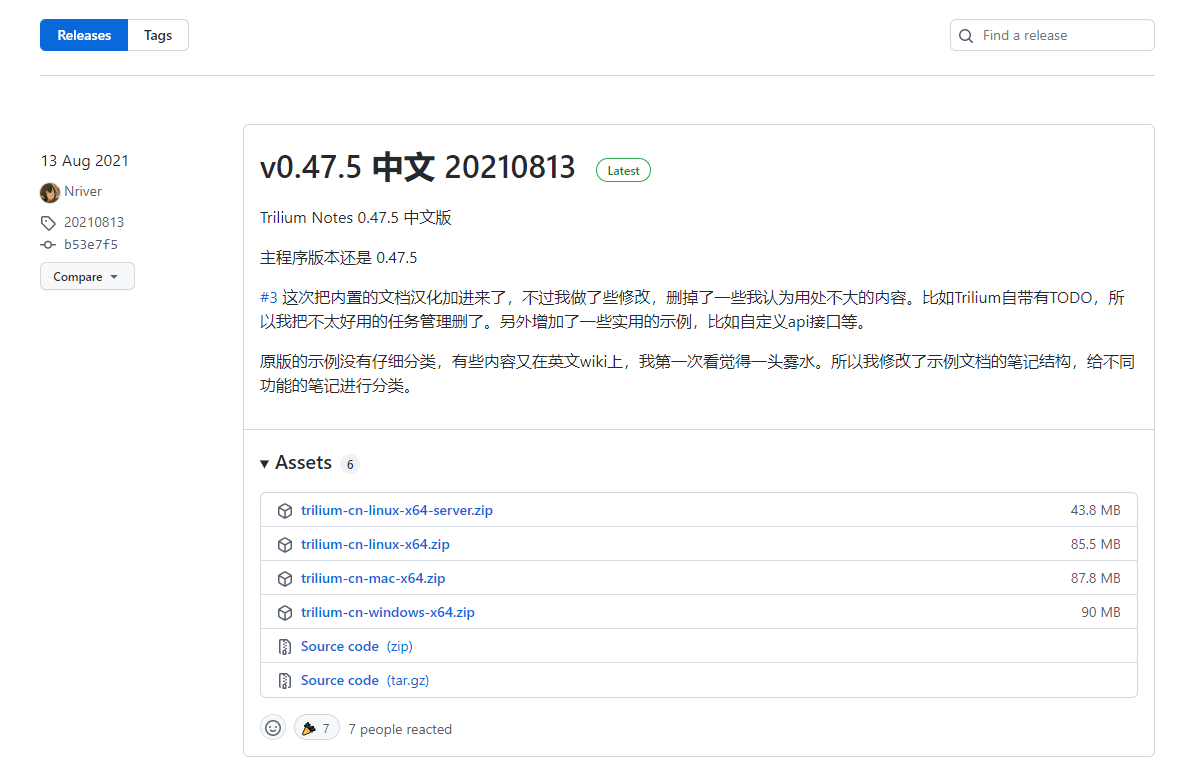 Releases
Tags
Find a release
13 Aug 2021
Nriver
20210813
b53e7f5
Compare
v0.47.5 中文 20210813
Latest
Trilium Notes 0.47.5 中文版
主程序版本还是 0.47.5
#3 这次把内置的文档汉化加进来了，不过我做了些修改，删掉了一些我认为用处不大的内容。比如Trilium自带有TODO，所
以我把不太好用的任务管理删了。另外增加了一些实用的示例，比如自定义api接口等。
原版的示例没有仔细分类，有些内容又在英文wiki上，我第一次看觉得一头雾水。所以我修改了示例文档的笔记结构，给不同
功能的笔记进行分类。
Assets 6
trilium-cn-linux-x64-server.zip 43.8 MB
trilium-cn-linux-x64.zip 85.5 MB
trilium-cn-mac-x64.zip 87.8 MB
trilium-cn-windows-x64.zip 90 MB
Source code (zip)
Source code (tar.gz)
7 7 people reacted